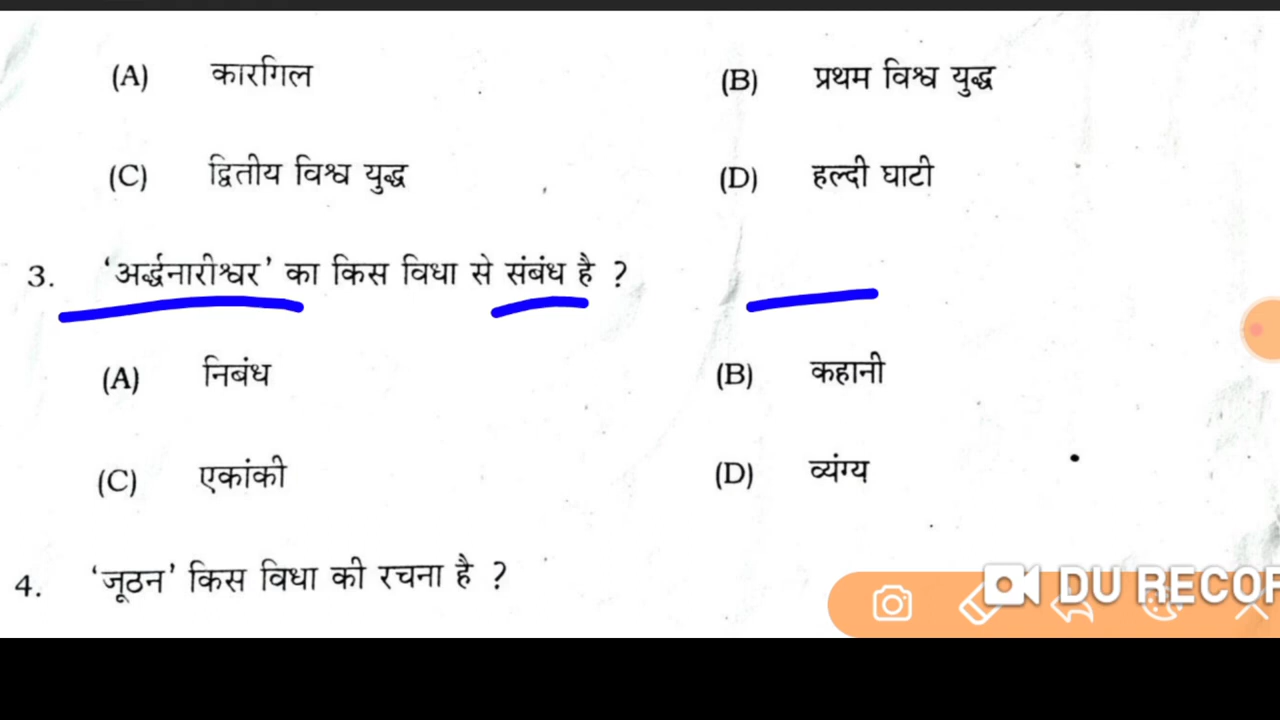 (A) कारगिल (B) प्रथम विश्व युद्ध
(C) द्वितीय विश्व युद्ध (D) हल्दी घाटी
3. ‘अर्द्धनारीश्वर’ का किस विधा से संबंध है ?
(A) निबंध (B) कहानी
(C) एकांकी (D) व्यंग्य
4. ‘जूठन’ किस विधा की रचना है ?
DU RECOR